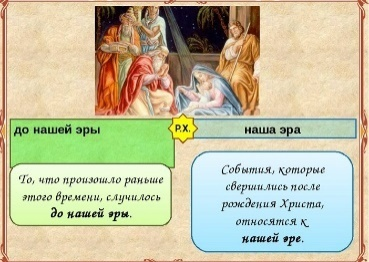 до нашей эры
Р.Х.
наша эра
То, что произошло раньше
этого времени, случилось
до нашей эры.
События, которые
свершились после
рождения Христа,
относятся к
нашей эре.